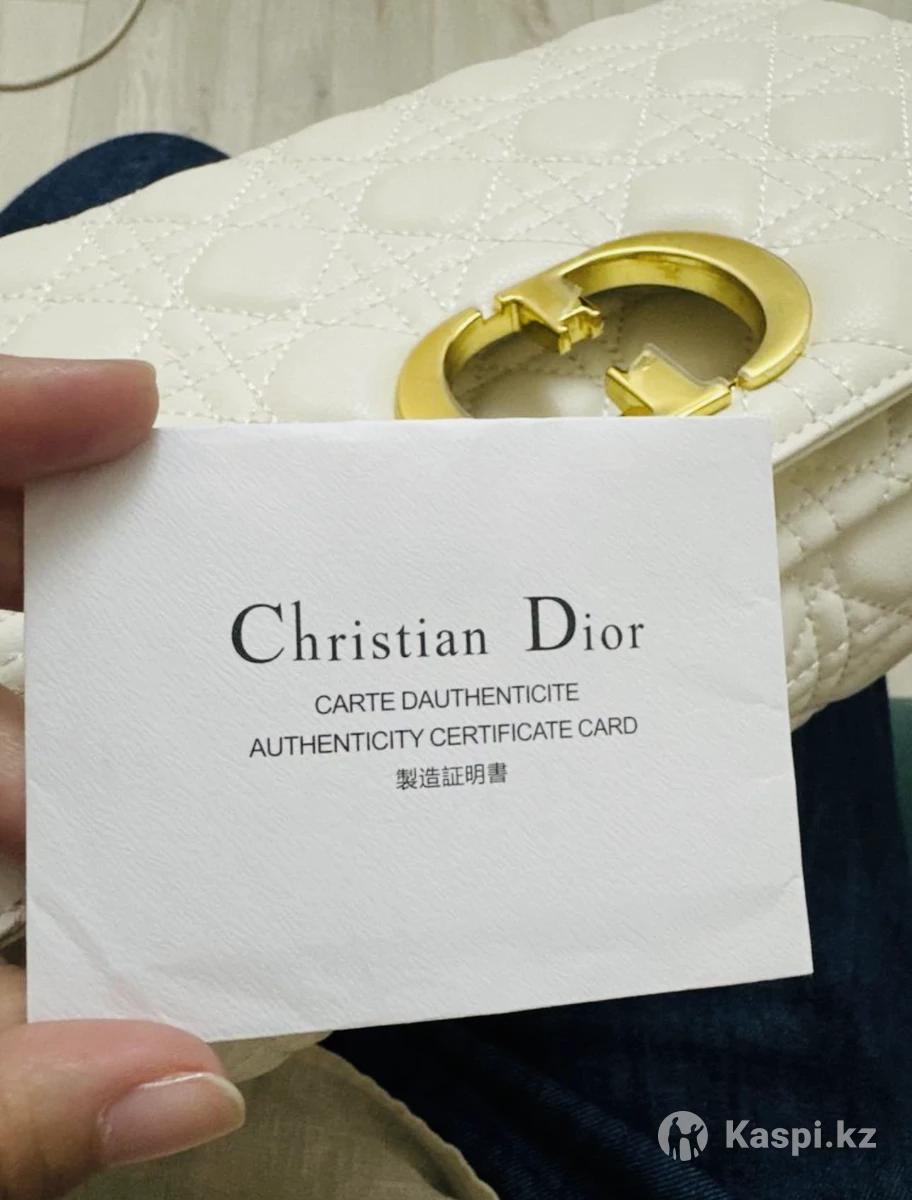 Christian Dior
CARTE DAUTHENTICITE
AUTHENTICITY CERTIFICATE CARD
製造証明書
Kaspi.kz